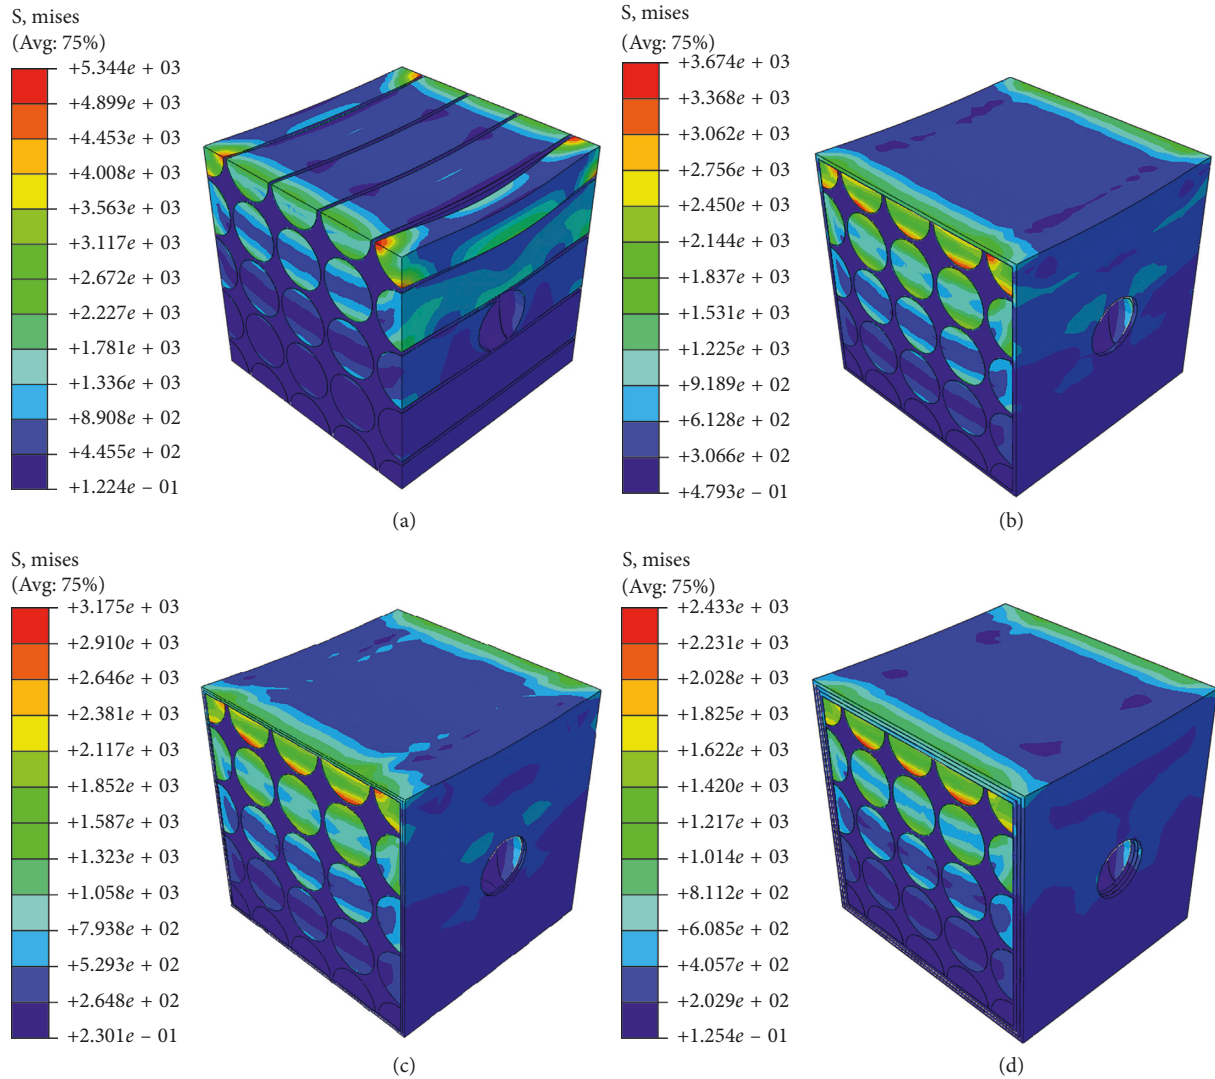 S, mises
(Avg: 75%)
+5.344e + 03
+4.899e + 03
+4.453e + 03
+4.008e + 03
+3.563e + 03
+3.117e + 03
+2.672e + 03
+2.227e + 03
+1.781e + 03
+1.336e + 03
+8.908e + 02
+4.455e + 02
+1.224e – 01
(a)
S, mises
(Avg: 75%)
+3.674e + 03
+3.368e + 03
+3.062e + 03
+2.756e + 03
+2.450e + 03
+2.144e + 03
+1.837e + 03
+1.531e + 03
+1.225e + 03
+9.189e + 02
+6.128e + 02
+3.066e + 02
+4.793e – 01
(b)
S, mises
(Avg: 75%)
+3.175e + 03
+2.910e + 03
+2.646e + 03
+2.381e + 03
+2.117e + 03
+1.852e + 03
+1.587e + 03
+1.323e + 03
+1.058e + 03
+7.938e + 02
+5.293e + 02
+2.648e + 02
+2.301e – 01
(c)
S, mises
(Avg: 75%)
+2.433e + 03
+2.231e + 03
+2.028e + 03
+1.825e + 03
+1.622e + 03
+1.420e + 03
+1.217e + 03
+1.014e + 03
+8.112e + 02
+6.085e + 02
+4.057e + 02
+2.029e + 02
+1.254e – 01
(d)